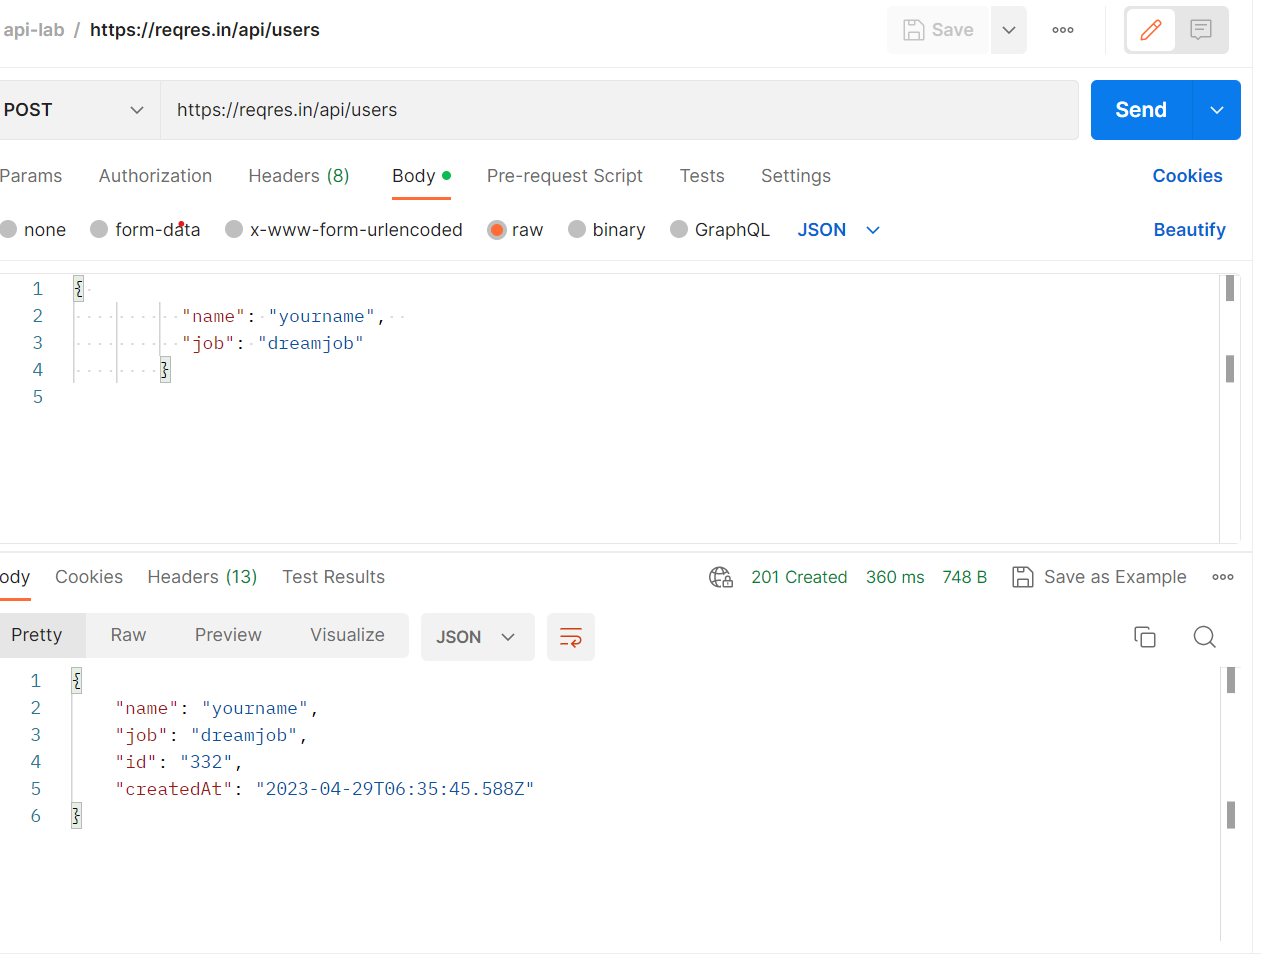 api-lab / https://reqres.in/api/users Save
POST https://reqres.in/api/users Send
Params Authorization Headers (8) Body Pre-request Script Tests Settings Cookies
none form-data x-www-form-urlencoded raw binary GraphQL JSON Beautify
1 {
2 "name": "yourname",
3 "job": "dreamjob"
4 }
5
ody Cookies Headers (13) Test Results 201 Created 360 ms 748 B Save as Example
Pretty Raw Preview Visualize JSON
1 {
2 "name": "yourname",
3 "job": "dreamjob",
4 "id": "332",
5 "createdAt": "2023-04-29T06:35:45.588Z"
6 }